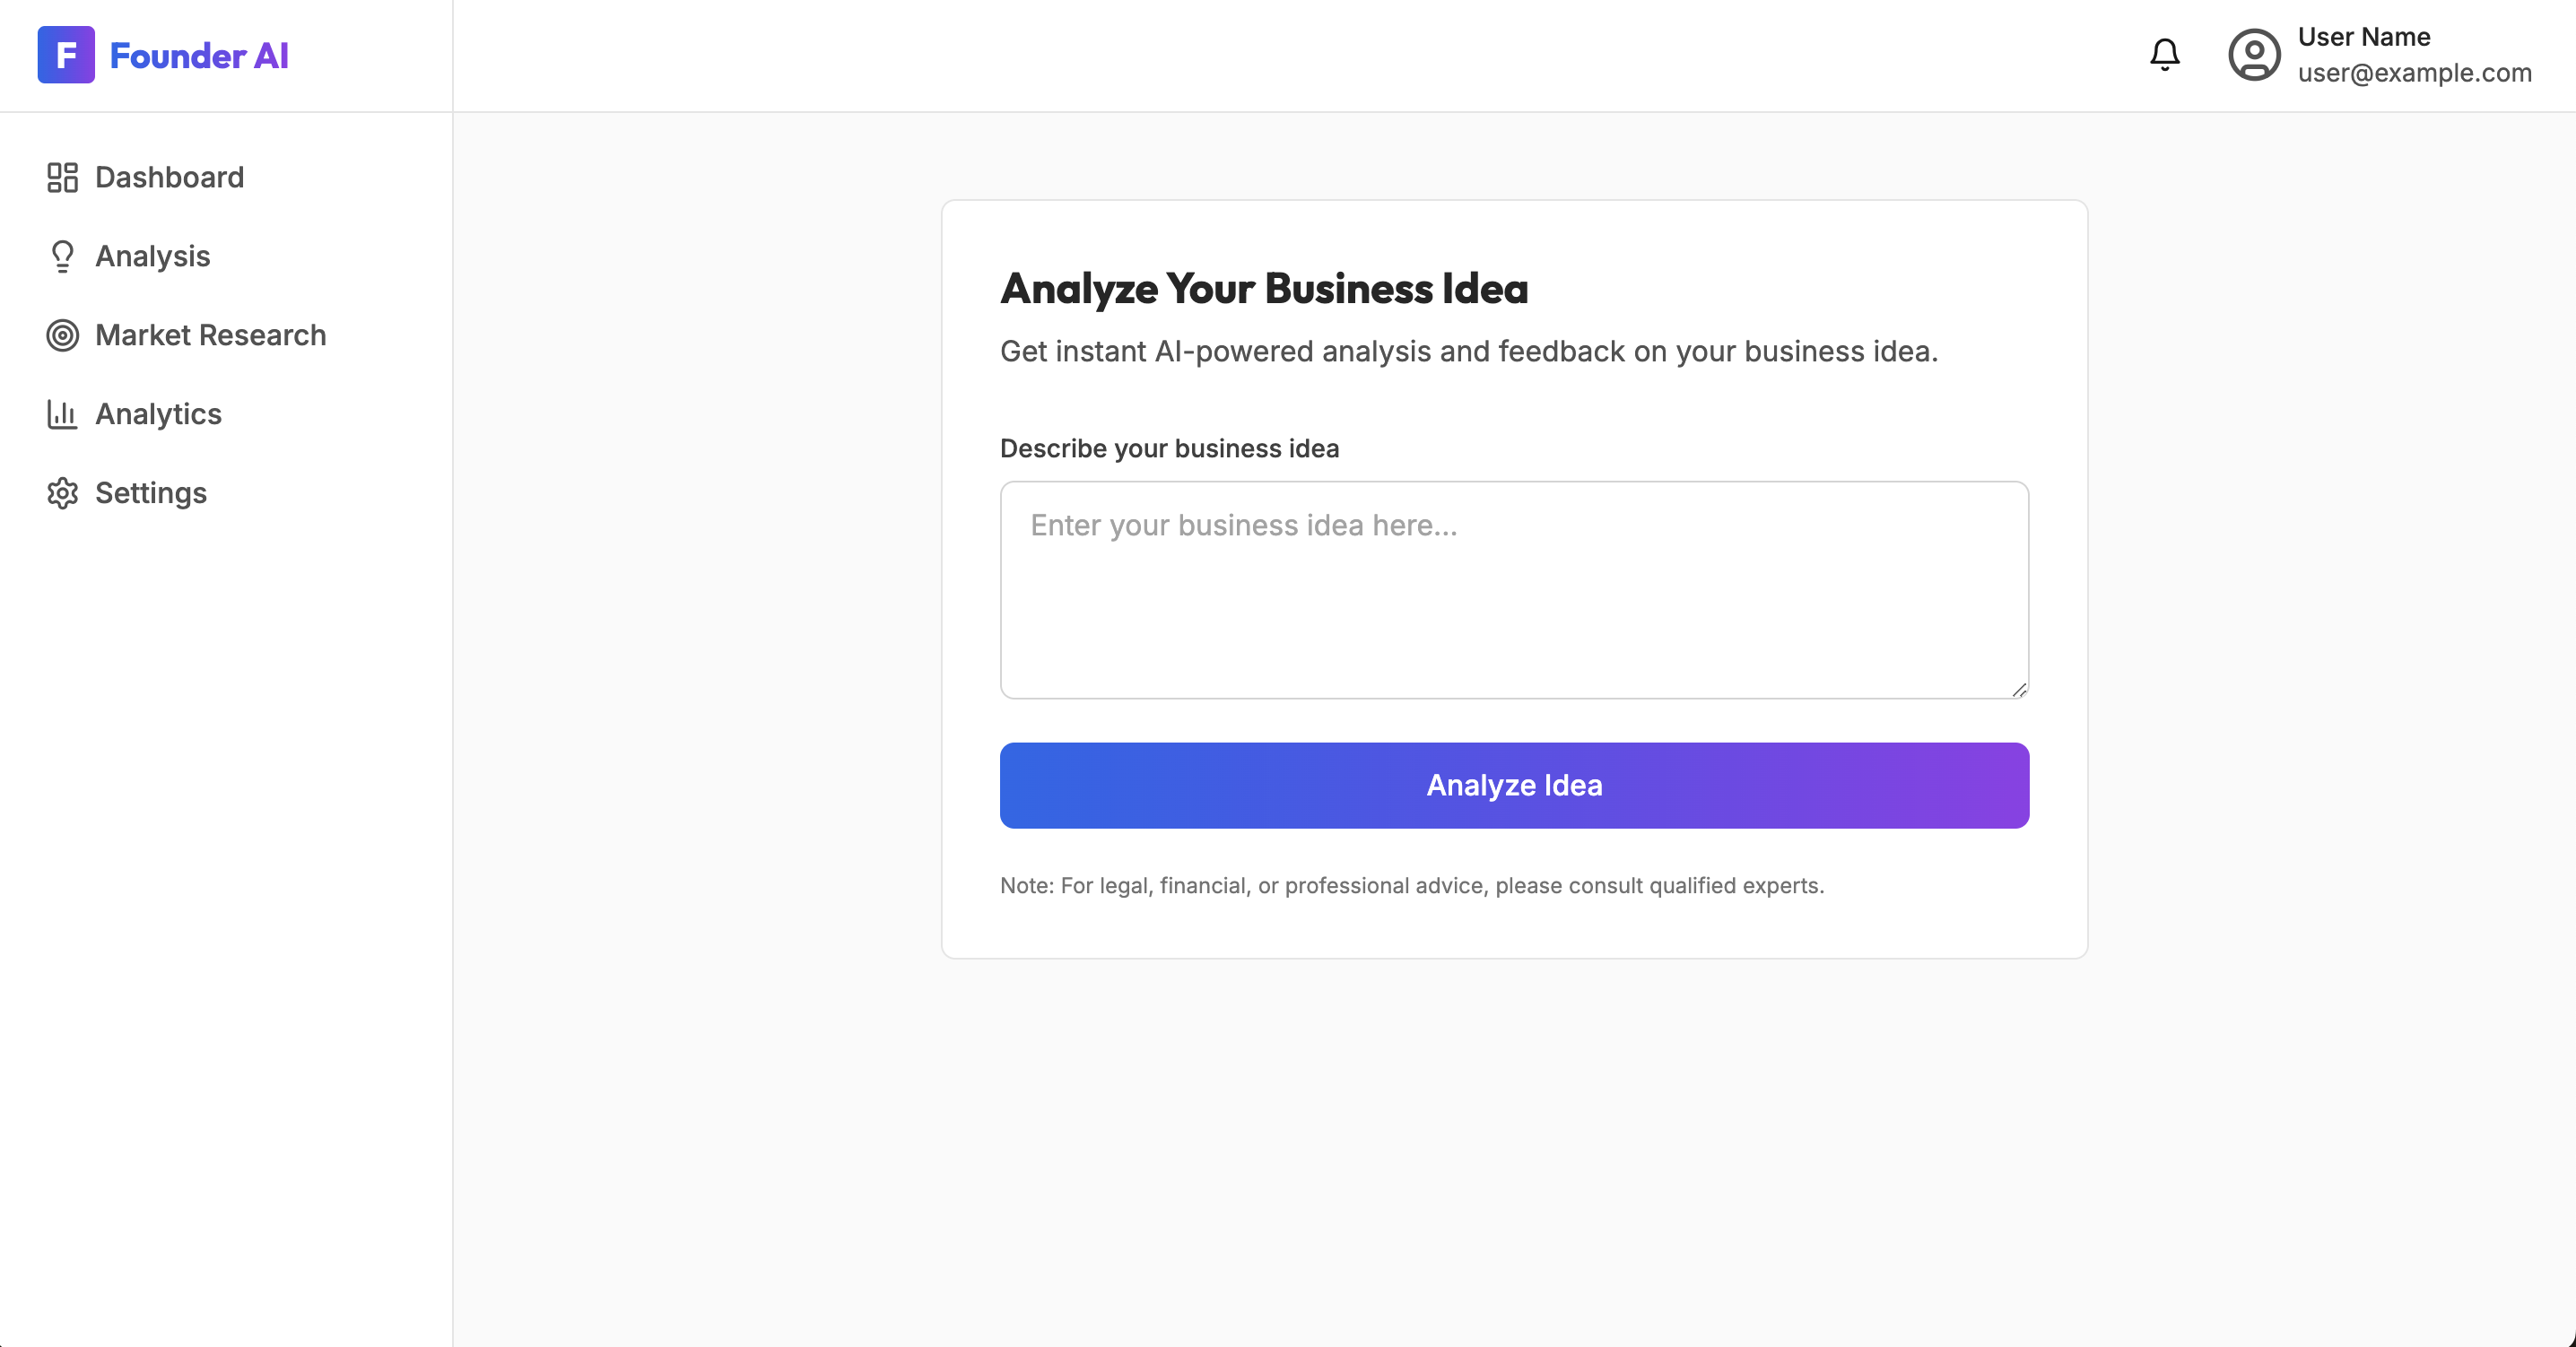 F Founder AI
User Name
user@example.com
Dashboard
Analysis
Market Research
Analytics
Settings
Analyze Your Business Idea
Get instant AI-powered analysis and feedback on your business idea.
Describe your business idea
Enter your business idea here...
Analyze Idea
Note: For legal, financial, or professional advice, please consult qualified experts.